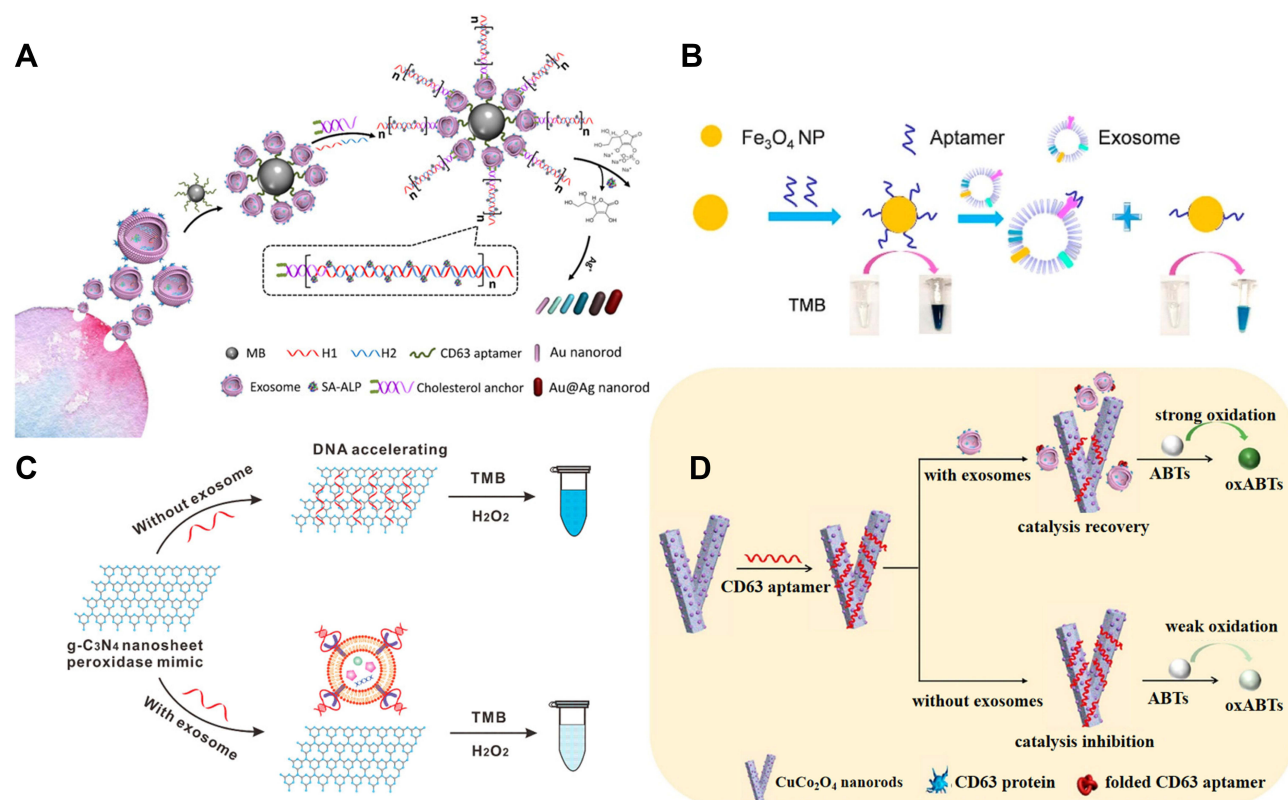 A
n
n
n
n
n
n
n
n
Ag⁺
n
MB
H1
H2
CD63 aptamer
Au nanorod
Exosome
SA-ALP
Cholesterol anchor
Au@Ag nanorod
B
Fe₃O₄ NP
Aptamer
Exosome
TMB
C
DNA accelerating
Without exosome
TMB
H₂O₂
g-C₃N₄ nanosheet
peroxidase mimic
With exosome
TMB
H₂O₂
D
with exosomes
strong oxidation
ABTs
oxABTs
catalysis recovery
CD63 aptamer
weak oxidation
without exosomes
ABTs
oxABTs
catalysis inhibition
CuCo₂O₄ nanorods
CD63 protein
folded CD63 aptamer